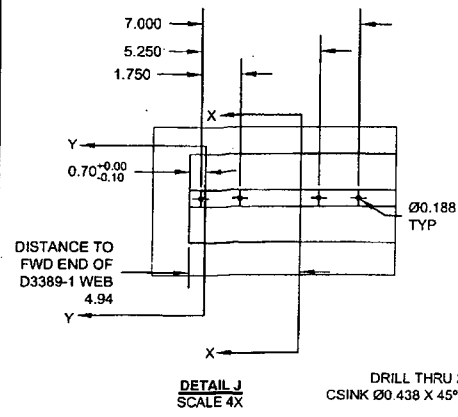 7.000
5.250
1.750
X
Y
0.70+0.00
-0.10
Ø0.188
TYP
DISTANCE TO
FWD END OF
D3389-1 WEB
4.94
Y
X
DETAIL J
SCALE 4X
DRILL THRU
CSINK Ø0.438 X 45°